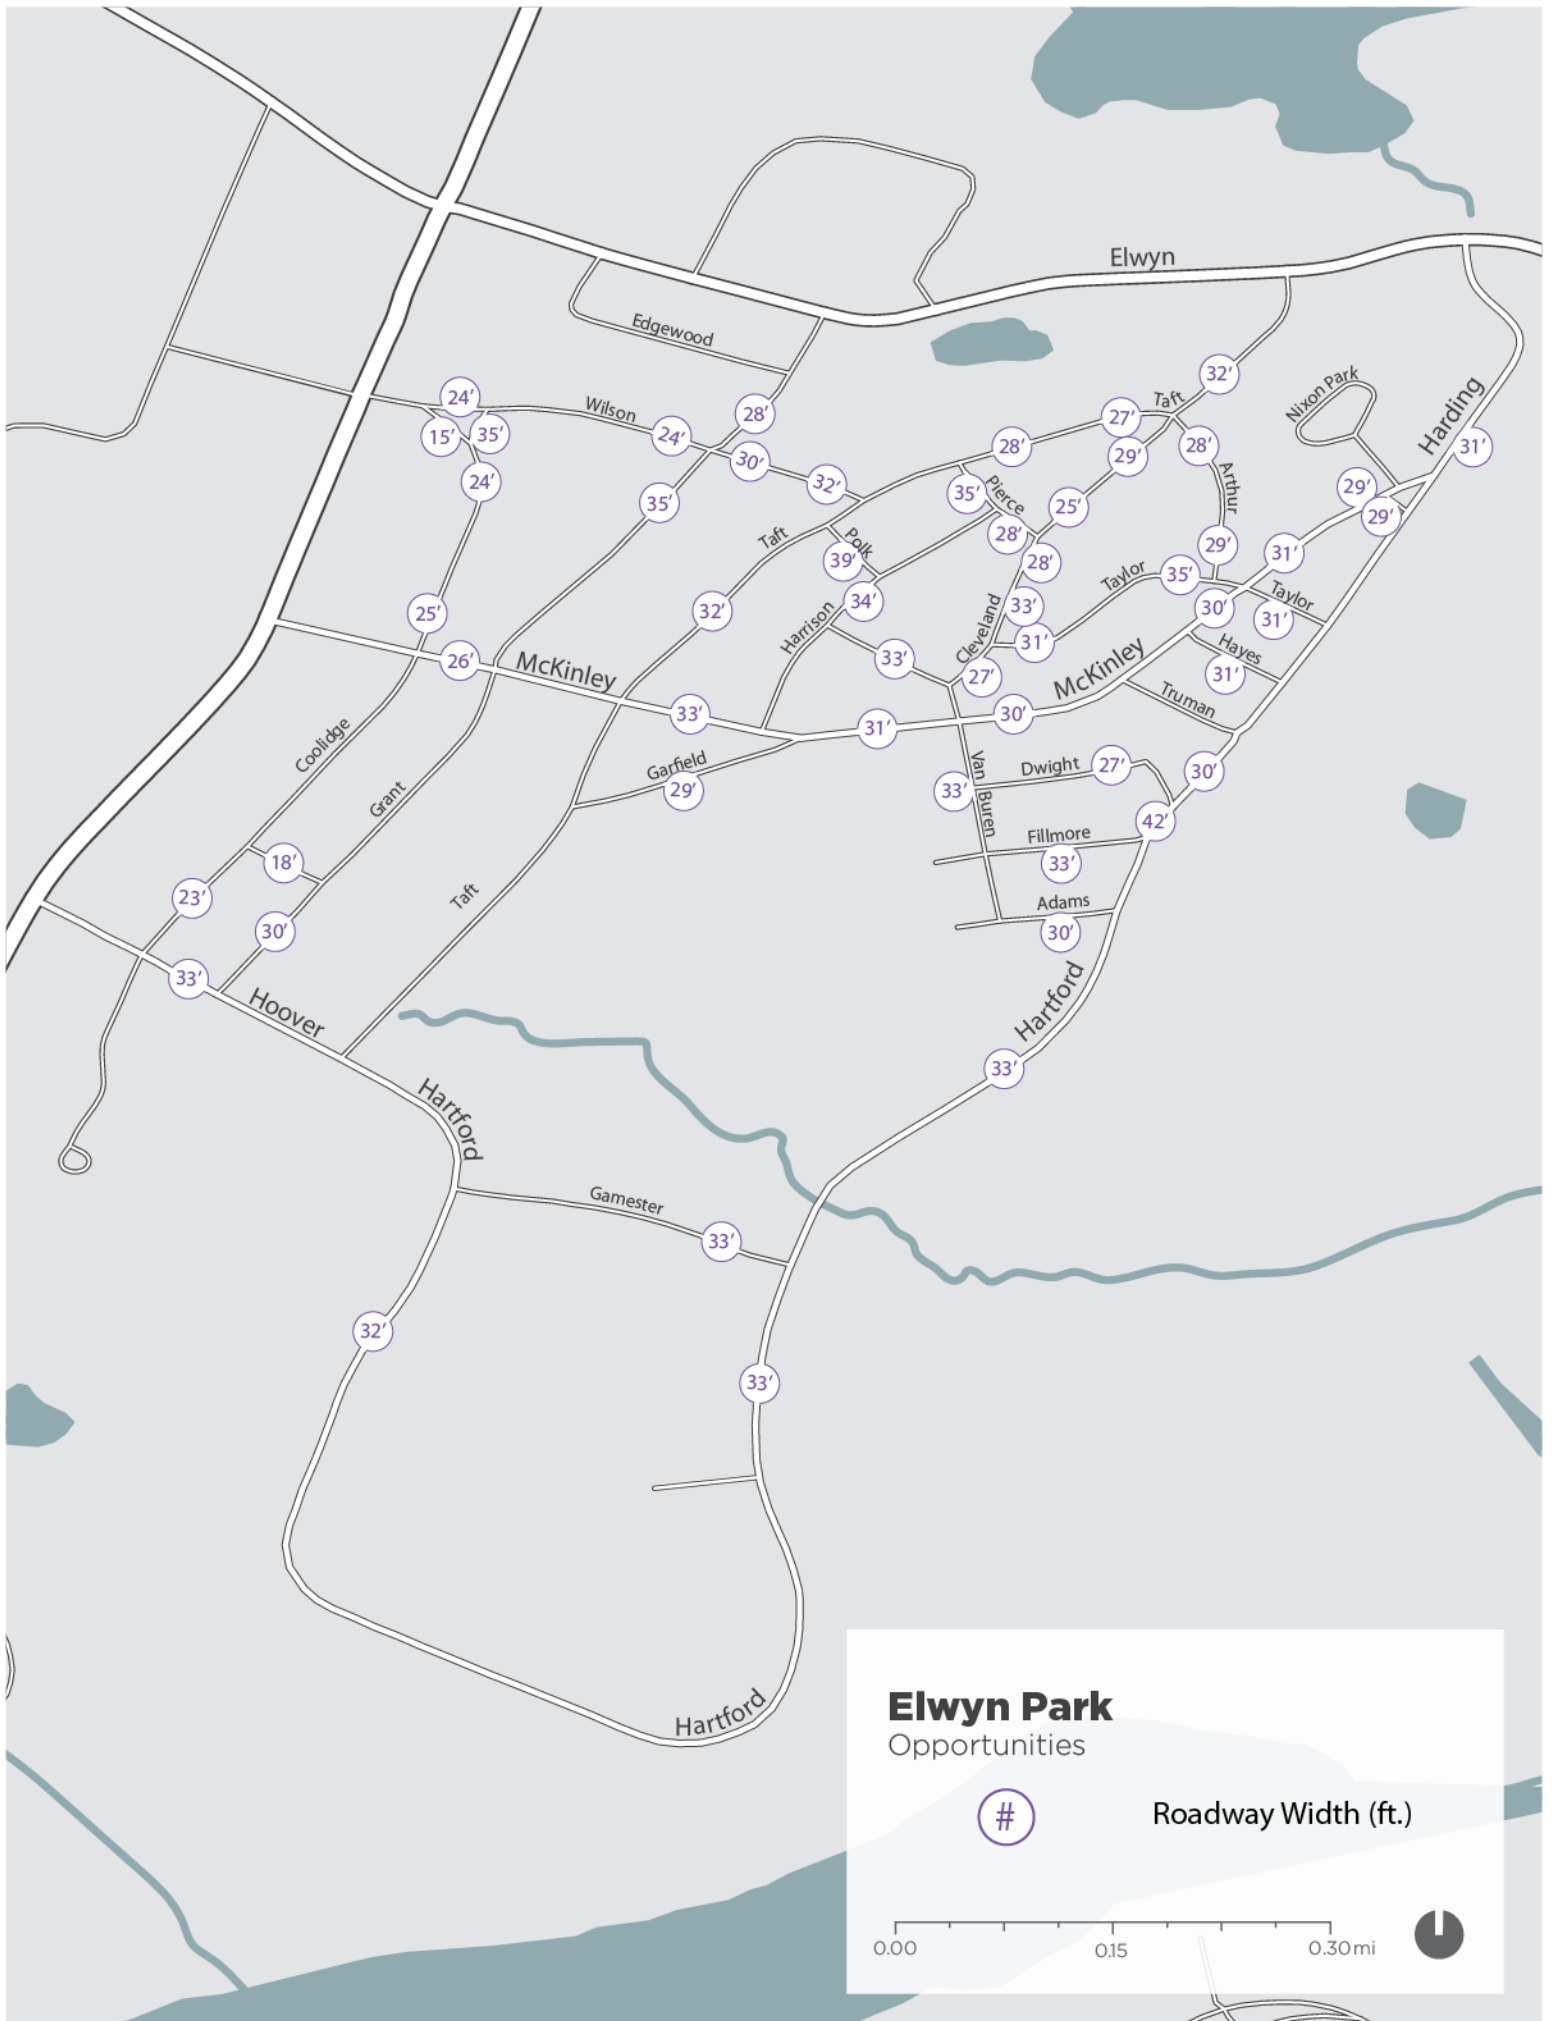 Elwyn
Edgewood
Nixon Park
Harding
32’
Taft
24’
Wilson
28’
27’
15’
35’
24’
28’
29’
28’
31’
30’
32’
24’
35’
35’
Pierce
25’
Arthur
29’
29’
Taft
Polk
28’
29’
31’
39’
28’
Taylor
35’
Taylor
25’
32’
34’
Harrison
33’
30’
31’
Cleveland
31’
Hayes
26’
McKinley
33’
27’
McKinley
31’
Truman
33’
31’
30’
Coolidge
Garfield
29’
Van Buren
33’
Dwight
27’
30’
Grant
42’
Fillmore
33’
18’
23’
Taft
Adams
30’
30’
33’
Hoover
Hartford
33’
Hartford
Gamester
33’
32’
33’
Hartford
Elwyn Park
Opportunities
#
Roadway Width (ft.)
0.00
0.15
0.30mi